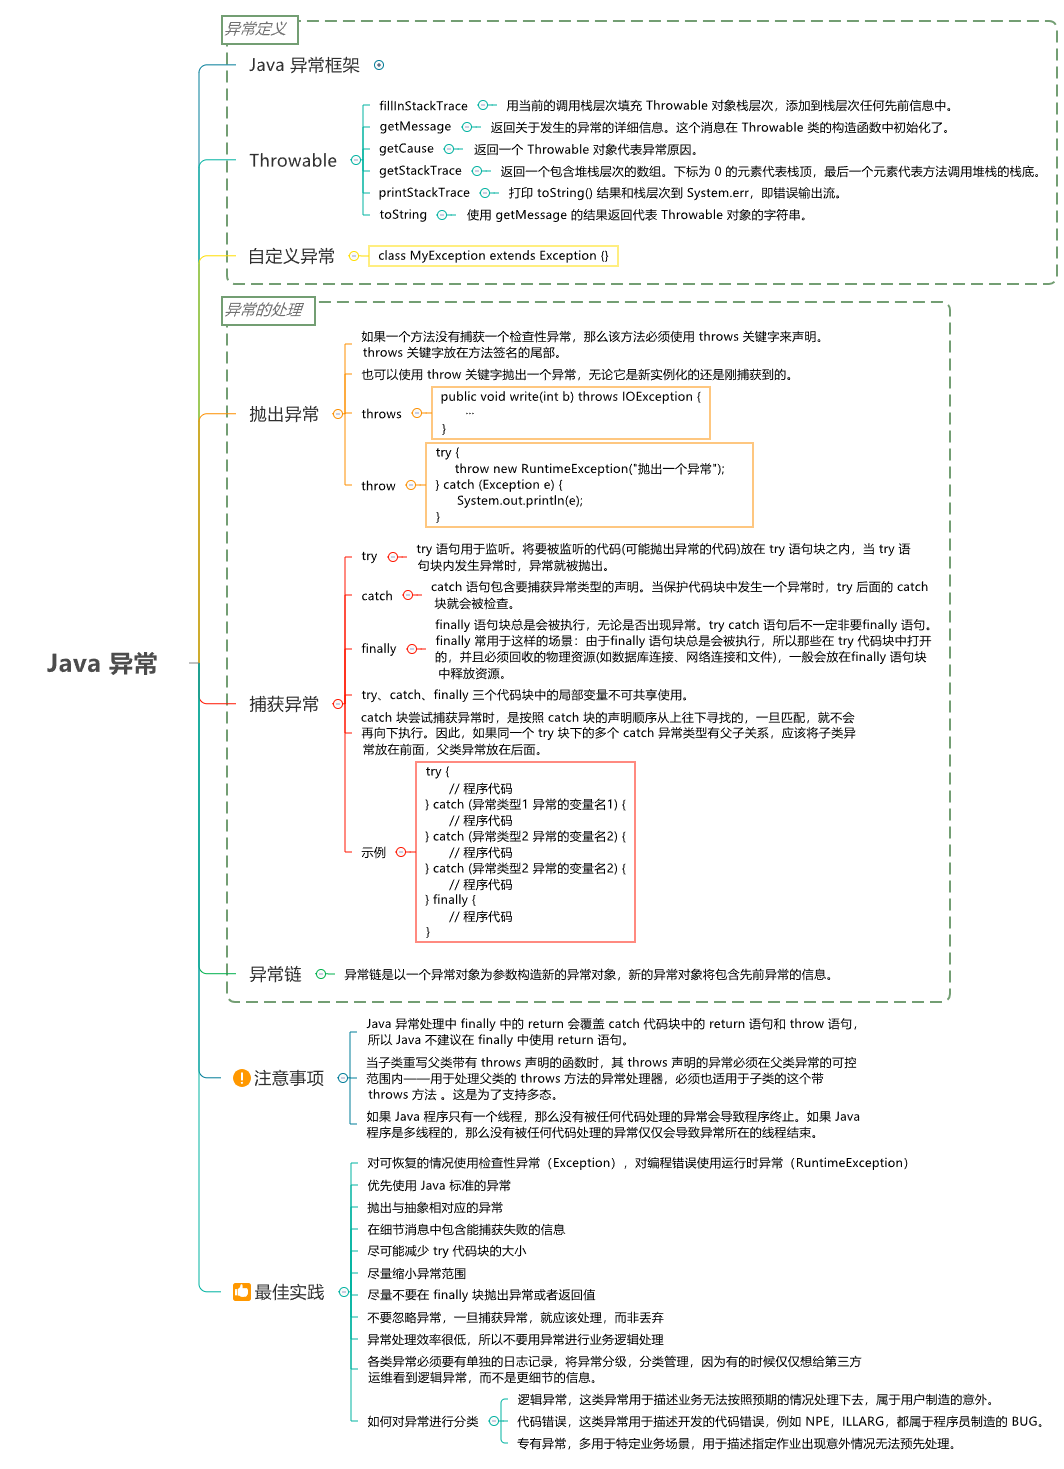 异常定义
Java 异常框架
Throwable
fillInStackTrace
用当前的调用栈层次填充 Throwable 对象栈层次，添加到栈层次任何先前信息中。
getMessage
返回关于发生的异常的详细信息。这个消息在 Throwable 类的构造函数中初始化了。
getCause
返回一个 Throwable 对象代表异常原因。
getStackTrace
返回一个包含堆栈层次的数组。下标为 0 的元素代表栈顶，最后一个元素代表方法调用堆栈的栈底。
printStackTrace
打印 toString() 结果和栈层次到 System.err，即错误输出流。
toString
使用 getMessage 的结果返回代表 Throwable 对象的字符串。
自定义异常
class MyException extends Exception {}
异常的处理
抛出异常
如果一个方法没有捕获一个检查性异常，那么该方法必须使用 throws 关键字来声明。
throws 关键字放在方法签名的尾部。
也可以使用 throw 关键字抛出一个异常，无论它是新实例化的还是刚捕获到的。
throws
public void write(int b) throws IOException {
...
}
throw
try {
throw new RuntimeException("抛出一个异常");
} catch (Exception e) {
System.out.println(e);
}
Java 异常
捕获异常
try
try 语句用于监听。将要被监听的代码(可能抛出异常的代码)放在 try 语句块之内，当 try 语
句块内发生异常时，异常就被抛出。
catch
catch 语句包含要捕获异常类型的声明。当保护代码块中发生一个异常时，try 后面的 catch
块就会被检查。
finally
finally 语句块总是会被执行，无论是否出现异常。try catch 语句后不一定非要finally 语句。
finally 常用于这样的场景：由于finally 语句块总是会被执行，所以那些在 try 代码块中打开
的，并且必须回收的物理资源(如数据库连接、网络连接和文件)，一般会放在finally 语句块
中释放资源。
try、catch、finally 三个代码块中的局部变量不可共享使用。
catch 块尝试捕获异常时，是按照 catch 块的声明顺序从上往下寻找的，一旦匹配，就不会
再向下执行。因此，如果同一个 try 块下的多个 catch 异常类型有父子关系，应该将子类异
常放在前面，父类异常放在后面。
示例
try {
// 程序代码
} catch (异常类型1 异常的变量名1) {
// 程序代码
} catch (异常类型2 异常的变量名2) {
// 程序代码
} catch (异常类型2 异常的变量名2) {
// 程序代码
} finally {
// 程序代码
}
异常链
异常链是以一个异常对象为参数构造新的异常对象，新的异常对象将包含先前异常的信息。
注意事项
Java 异常处理中 finally 中的 return 会覆盖 catch 代码块中的 return 语句和 throw 语句，
所以 Java 不建议在 finally 中使用 return 语句。
当子类重写父类带有 throws 声明的函数时，其 throws 声明的异常必须在父类异常的可控
范围内——用于处理父类的 throws 方法的异常处理器，必须也适用于子类的这个带
throws 方法 。这是为了支持多态。
如果 Java 程序只有一个线程，那么没有被任何代码处理的异常会导致程序终止。如果 Java
程序是多线程的，那么没有被任何代码处理的异常仅仅会导致异常所在的线程结束。
最佳实践
对可恢复的情况使用检查性异常（Exception），对编程错误使用运行时异常（RuntimeException）
优先使用 Java 标准的异常
抛出与抽象相对应的异常
在细节消息中包含能捕获失败的信息
尽可能减少 try 代码块的大小
尽量缩小异常范围
尽量不要在 finally 块抛出异常或者返回值
不要忽略异常，一旦捕获异常，就应该处理，而非丢弃
异常处理效率很低，所以不要用异常进行业务逻辑处理
各类异常必须要有单独的日志记录，将异常分级，分类管理，因为有的时候仅仅想给第三方
运维看到逻辑异常，而不是更细节的信息。
如何对异常进行分类
逻辑异常，这类异常用于描述业务无法按照预期的情况处理下去，属于用户制造的意外。
代码错误，这类异常用于描述开发的代码错误，例如 NPE，ILLARG，都属于程序员制造的 BUG。
专有异常，多用于特定业务场景，用于描述指定作业出现意外情况无法预先处理。